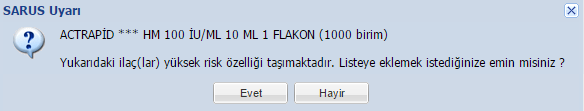 SARUS Uyarı
ACTRAPİD *** HM 100 İU/ML 10 ML 1 FLAKON (1000 birim)
Yukarıdaki ilaç(lar) yüksek risk özelliği taşımaktadır. Listeye eklemek istediğinize emin misiniz ?
Evet Hayir